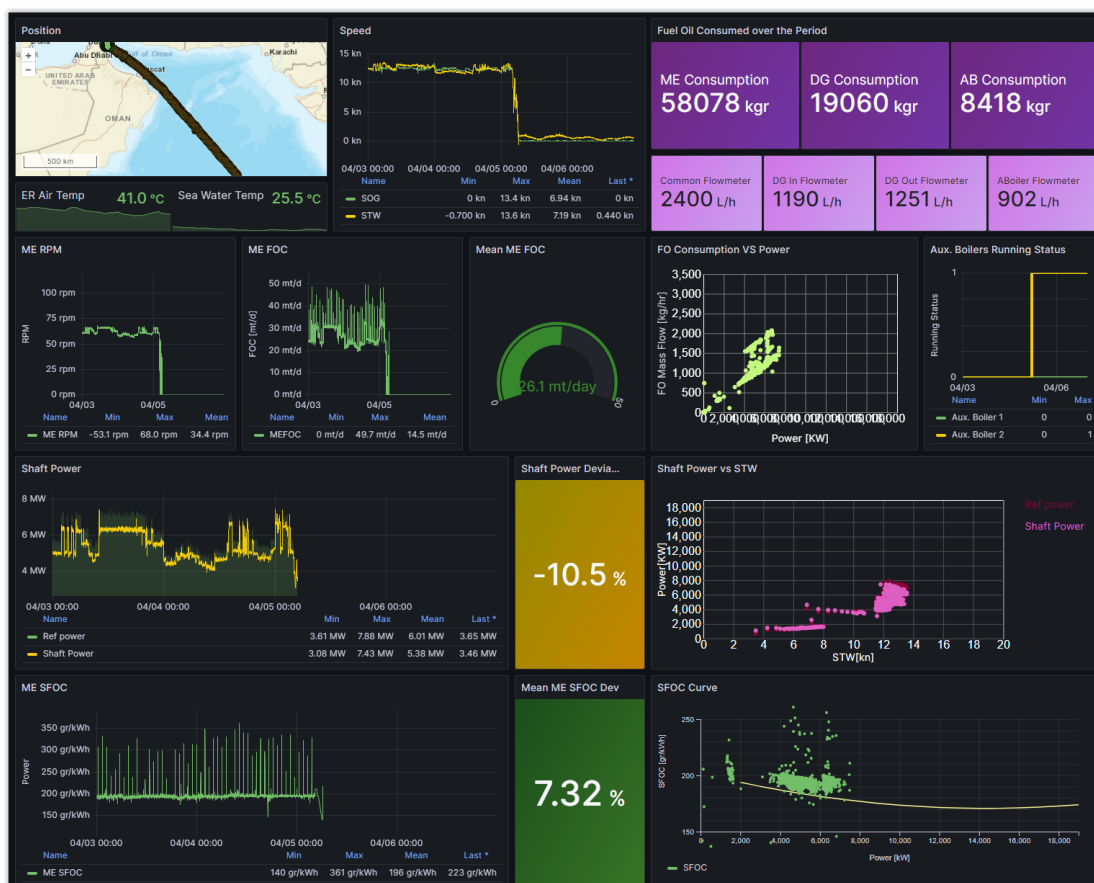 Position
+
−
Abu Dhabi
Gulf of Oman
Muscat
Karachi
UNITED ARAB
EMIRATES
OMAN
500 km
ER Air Temp 41.0 °C
Sea Water Temp 25.5 °C
Speed
15 kn
10 kn
5 kn
0 kn
04/03 00:00 04/04 00:00 04/05 00:00 04/06 00:00
Name Min Max Mean Last *
SOG 0 kn 13.4 kn 6.94 kn 0 kn
STW -0.700 kn 13.6 kn 7.19 kn 0.440 kn
Fuel Oil Consumed over the Period
ME Consumption
58078 kgr
DG Consumption
19060 kgr
AB Consumption
8418 kgr
Common Flowmeter
2400 L/h
DG In Flowmeter
1190 L/h
DG Out Flowmeter
1251 L/h
ABoiler Flowmeter
902 L/h
ME RPM
RPM
100 rpm
75 rpm
50 rpm
25 rpm
0 rpm
04/03 04/05
Name Min Max Mean
ME RPM -53.1 rpm 68.0 rpm 34.4 rpm
ME FOC
FOC [mt/d]
50 mt/d
40 mt/d
30 mt/d
20 mt/d
10 mt/d
0 mt/d
04/03 04/05
Name Min Max Mean
MEFOC 0 mt/d 49.7 mt/d 14.5 mt/d
Mean ME FOC
26.1 mt/day
0 50
FO Consumption VS Power
FO Mass Flow [kg/hr]
3,500
3,000
2,500
2,000
1,500
1,000
500
0
0 2,000
Power [KW]
Aux. Boilers Running Status
Running Status
1
0
04/03 04/06
Name Min Max
Aux. Boiler 1 0 0
Aux. Boiler 2 0 1
Shaft Power
8 MW
6 MW
4 MW
04/03 00:00 04/04 00:00 04/05 00:00 04/06 00:00
Name Min Max Mean Last *
Ref power 3.61 MW 7.88 MW 6.01 MW 3.65 MW
Shaft Power 3.08 MW 7.43 MW 5.38 MW 3.46 MW
Shaft Power Devia...
-10.5 %
Shaft Power vs STW
Power[KW]
18,000
16,000
14,000
12,000
10,000
8,000
6,000
4,000
2,000
0
0 2 4 6 8 10 12 14 16 18 20
STW[kn]
Ref power
Shaft Power
ME SFOC
Power
350 gr/kWh
300 gr/kWh
250 gr/kWh
200 gr/kWh
150 gr/kWh
04/03 00:00 04/04 00:00 04/05 00:00 04/06 00:00
Name Min Max Mean Last *
ME SFOC 140 gr/kWh 361 gr/kWh 196 gr/kWh 223 gr/kWh
Mean ME SFOC Dev
7.32 %
SFOC Curve
SFOC [gr/kWh]
250
200
150
2,000 4,000 6,000 8,000 10,000 12,000 14,000 16,000 18,000
Power [kW]
SFOC